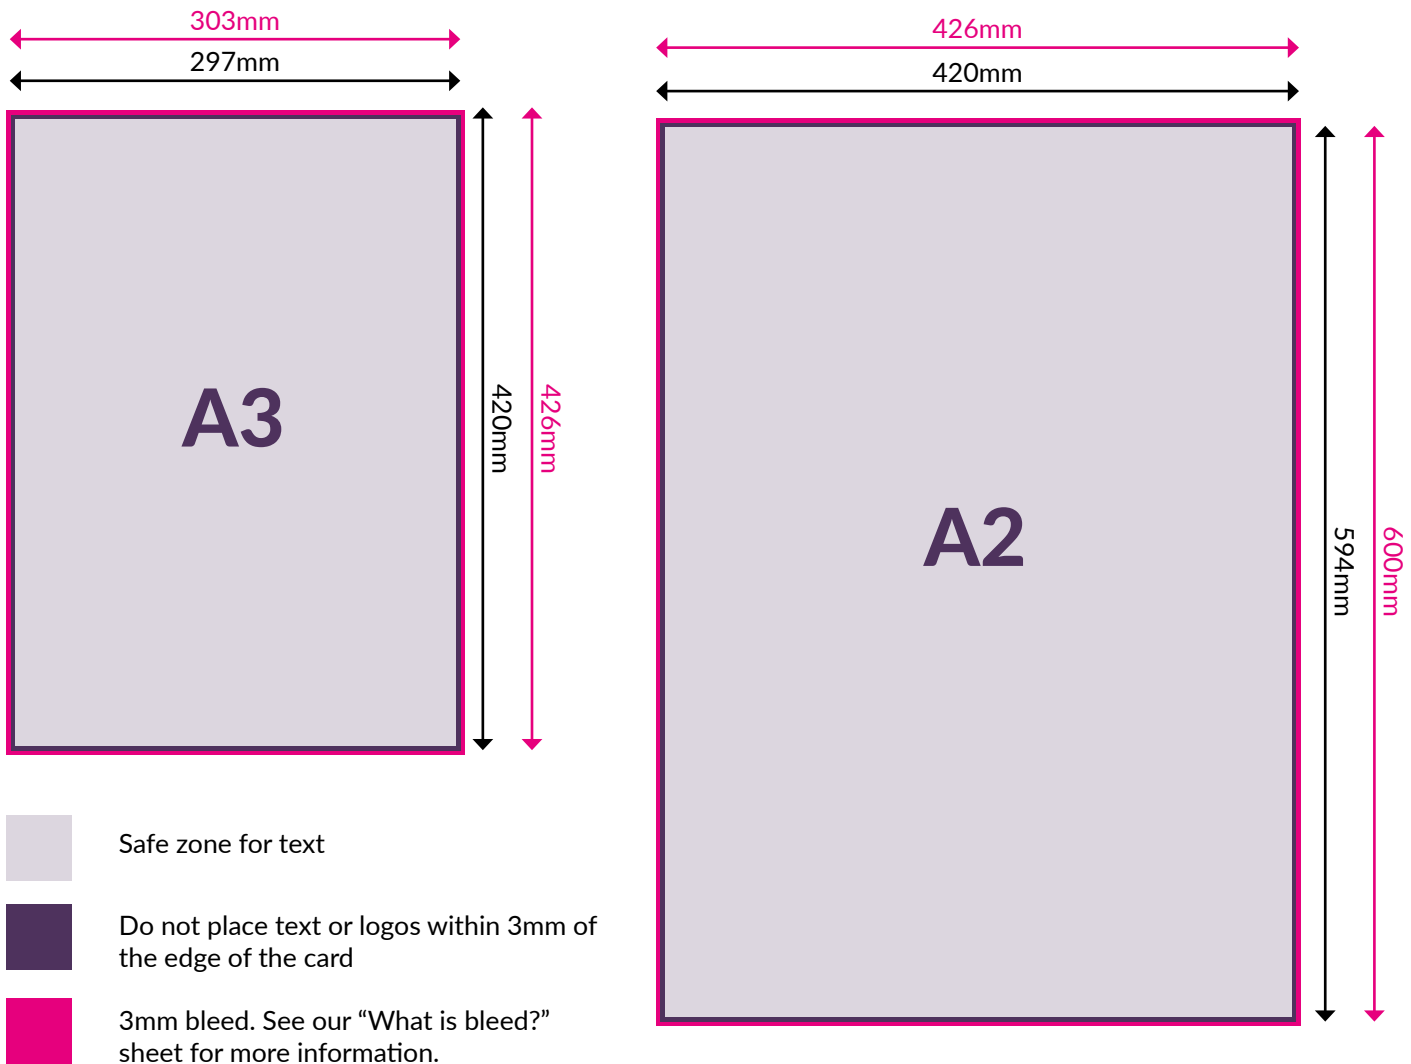 303mm
297mm
426mm
420mm
A3
420mm
426mm
A2
594mm
600mm
Safe zone for text
Do not place text or logos within 3mm of
the edge of the card
3mm bleed. See our “What is bleed?”
sheet for more information.